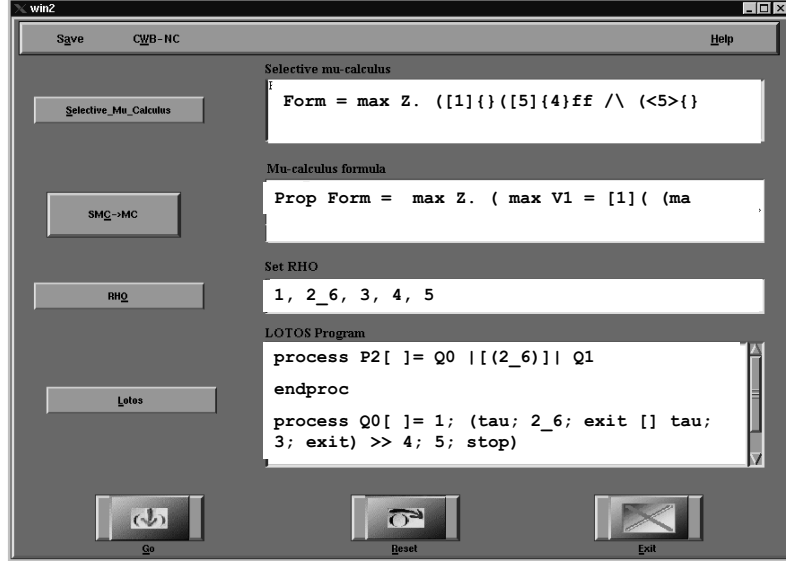 win2
Save CWB-NC Help
Selective mu-calculus
Selective_Mu_Calculus
Form = max Z. ([1]{}([5]{4}ff /\ (<5>{}
Mu-calculus formula
SMC->MC
Prop Form =  max Z. ( max V1 = [1]( (ma
Set RHO
RHO
1, 2_6, 3, 4, 5
LOTOS Program
process P2[ ]= Q0 |[(2_6)]| Q1
endproc
Lotos
process Q0[ ]= 1; (tau; 2_6; exit [] tau;
3; exit) >> 4; 5; stop)
Go Reset Exit